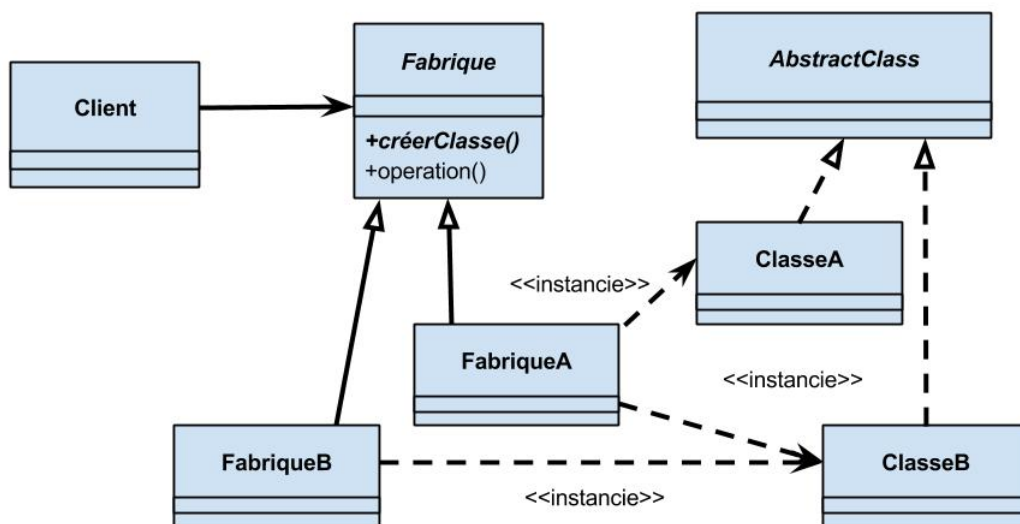 Fabrique
AbstractClass
Client
+créerClasse()
+operation()
ClasseA
<<instancie>>
FabriqueA
<<instancie>>
FabriqueB
ClasseB
<<instancie>>